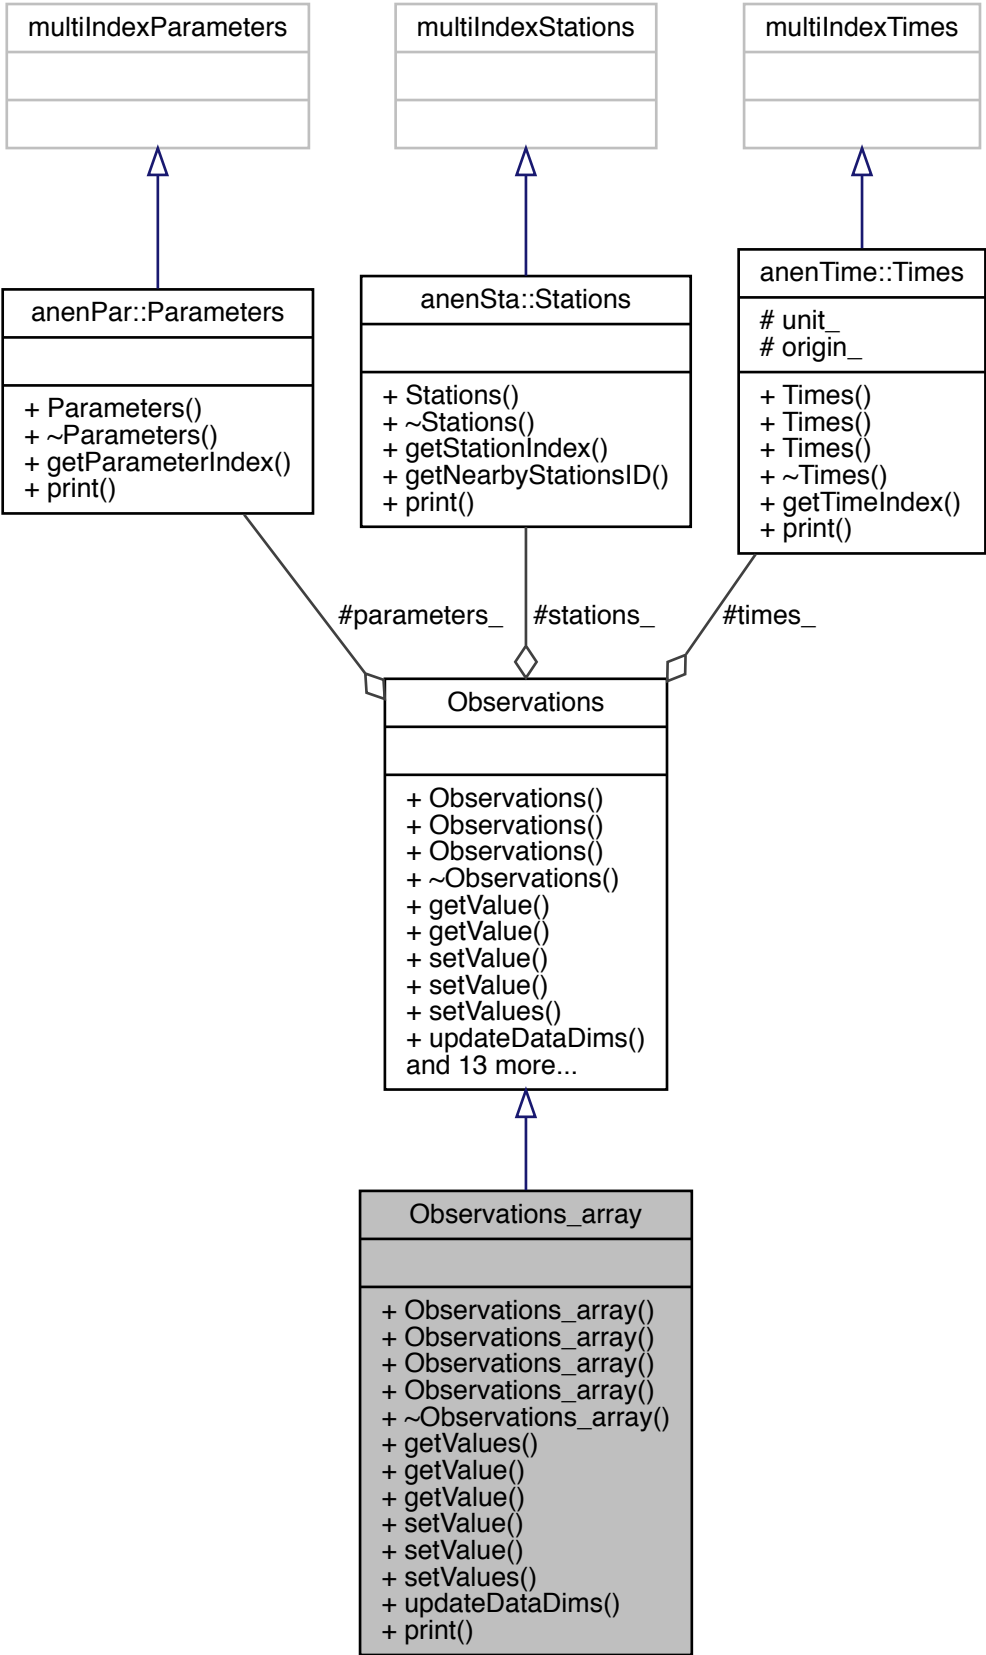 multiIndexParameters
multiIndexStations
multiIndexTimes
anenPar::Parameters
+ Parameters()
+ ~Parameters()
+ getParameterIndex()
+ print()
anenSta::Stations
+ Stations()
+ ~Stations()
+ getStationIndex()
+ getNearbyStationsID()
+ print()
anenTime::Times
# unit_
# origin_
+ Times()
+ Times()
+ Times()
+ ~Times()
+ getTimeIndex()
+ print()
#parameters_
#stations_
#times_
Observations
+ Observations()
+ Observations()
+ Observations()
+ ~Observations()
+ getValue()
+ getValue()
+ setValue()
+ setValue()
+ setValues()
+ updateDataDims()
and 13 more...
Observations_array
+ Observations_array()
+ Observations_array()
+ Observations_array()
+ Observations_array()
+ ~Observations_array()
+ getValues()
+ getValue()
+ getValue()
+ setValue()
+ setValue()
+ setValues()
+ updateDataDims()
+ print()